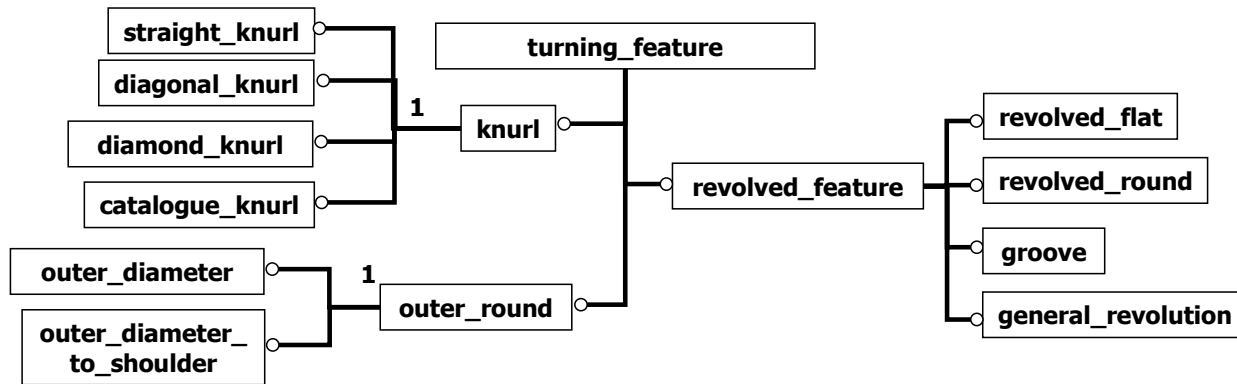 straight_knurl
turning_feature
diagonal_knurl
1
knurl
revolved_flat
diamond_knurl
revolved_feature
revolved_round
catalogue_knurl
outer_diameter
1
groove
outer_round
general_revolution
outer_diameter_
to_shoulder